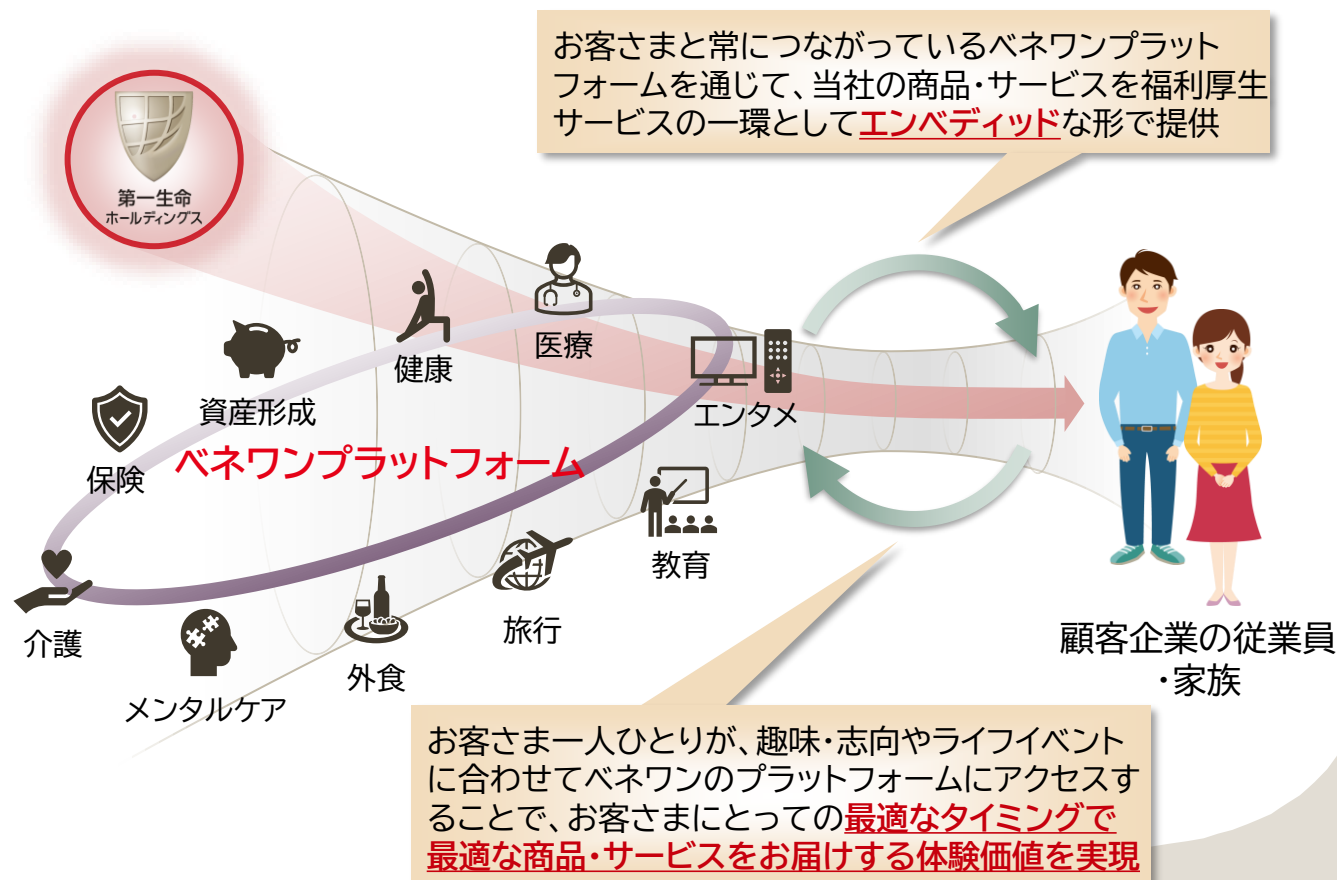 お客さまと常につながっているベネワンプラット
フォームを通じて、当社の商品・サービスを福利厚生
サービスの一環としてエンベディッドな形で提供
第一生命
ホールディングス
医療
健康
資産形成
エンタメ
保険
ベネワンプラットフォーム
教育
旅行
介護
外食
メンタルケア
顧客企業の従業員
・家族
お客さま一人ひとりが、趣味・志向やライフイベント
に合わせてベネワンのプラットフォームにアクセスす
ることで、お客さまにとっての最適なタイミングで
最適な商品・サービスをお届けする体験価値を実現